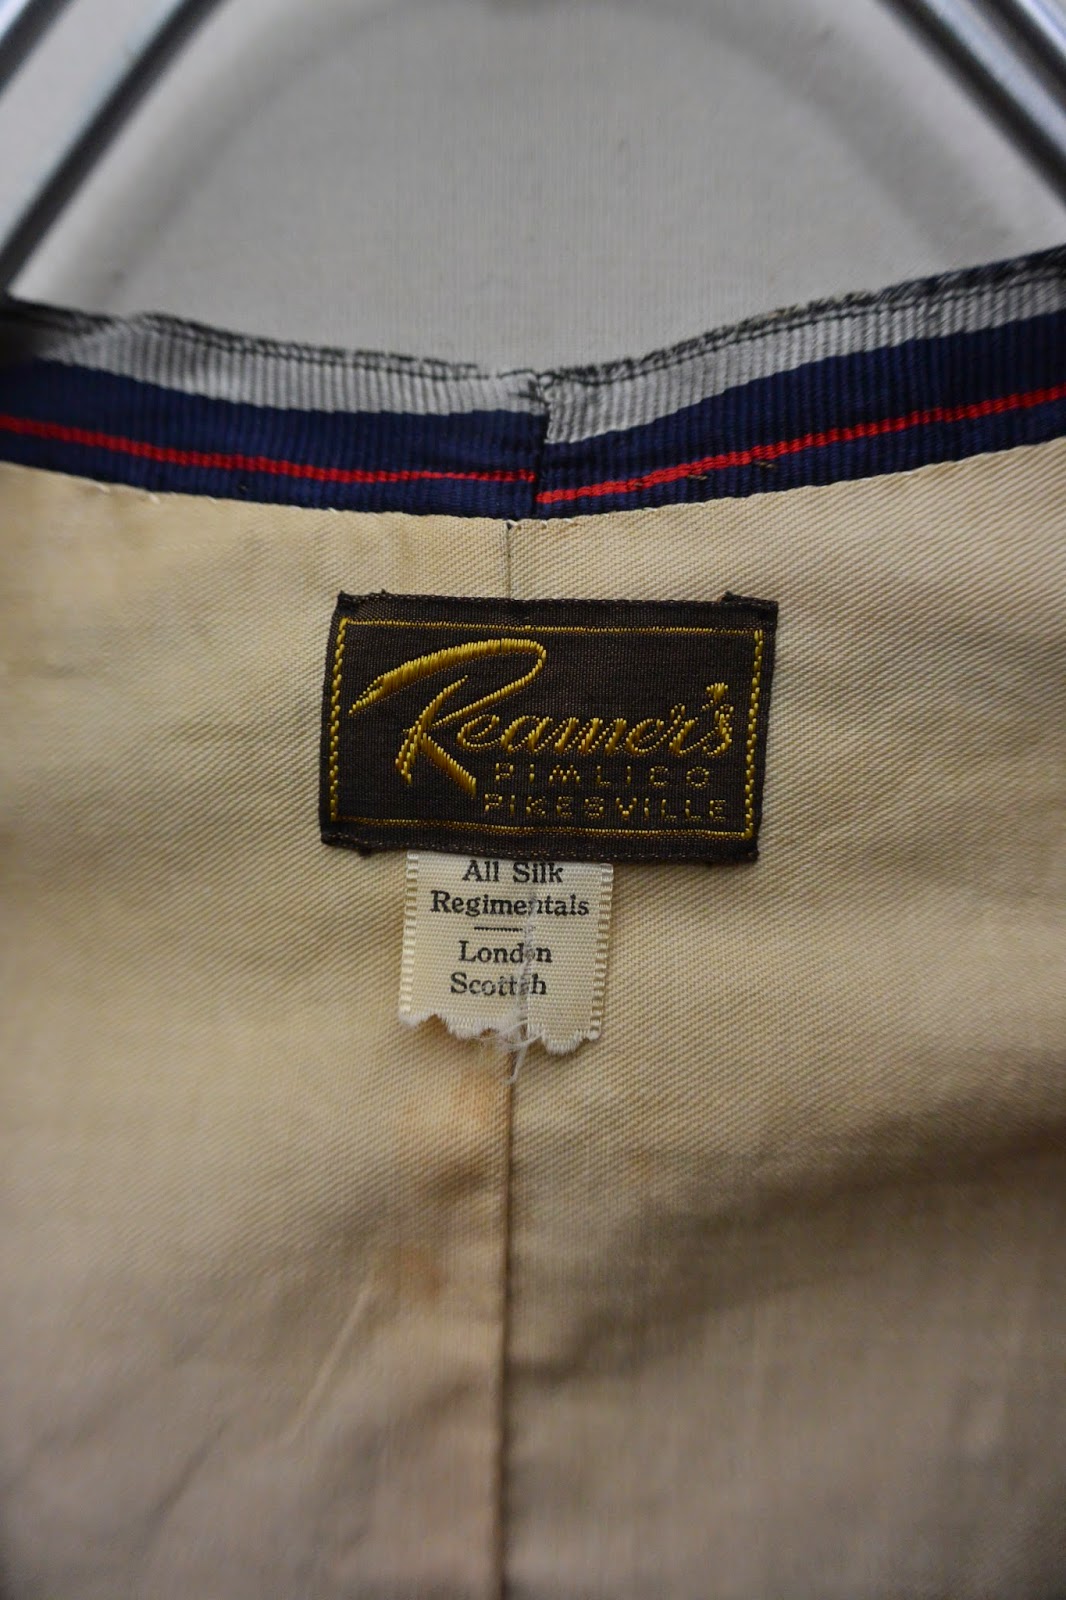 Reamer's
PIMLICO
PIKESVILLE
All Silk
Regimentals
London
Scottish